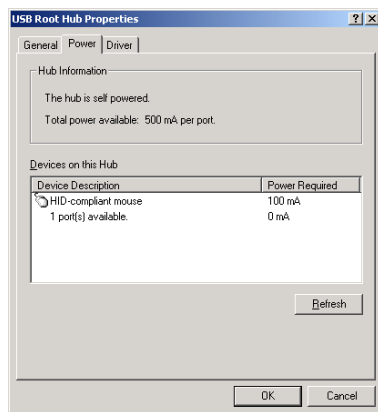 USB Root Hub Properties
General Power Driver
Hub Information
The hub is self powered.
Total power available: 500 mA per port.
Devices on this Hub
Device Description Power Required
HID-compliant mouse 100 mA
1 port(s) available. 0 mA
Refresh
OK Cancel